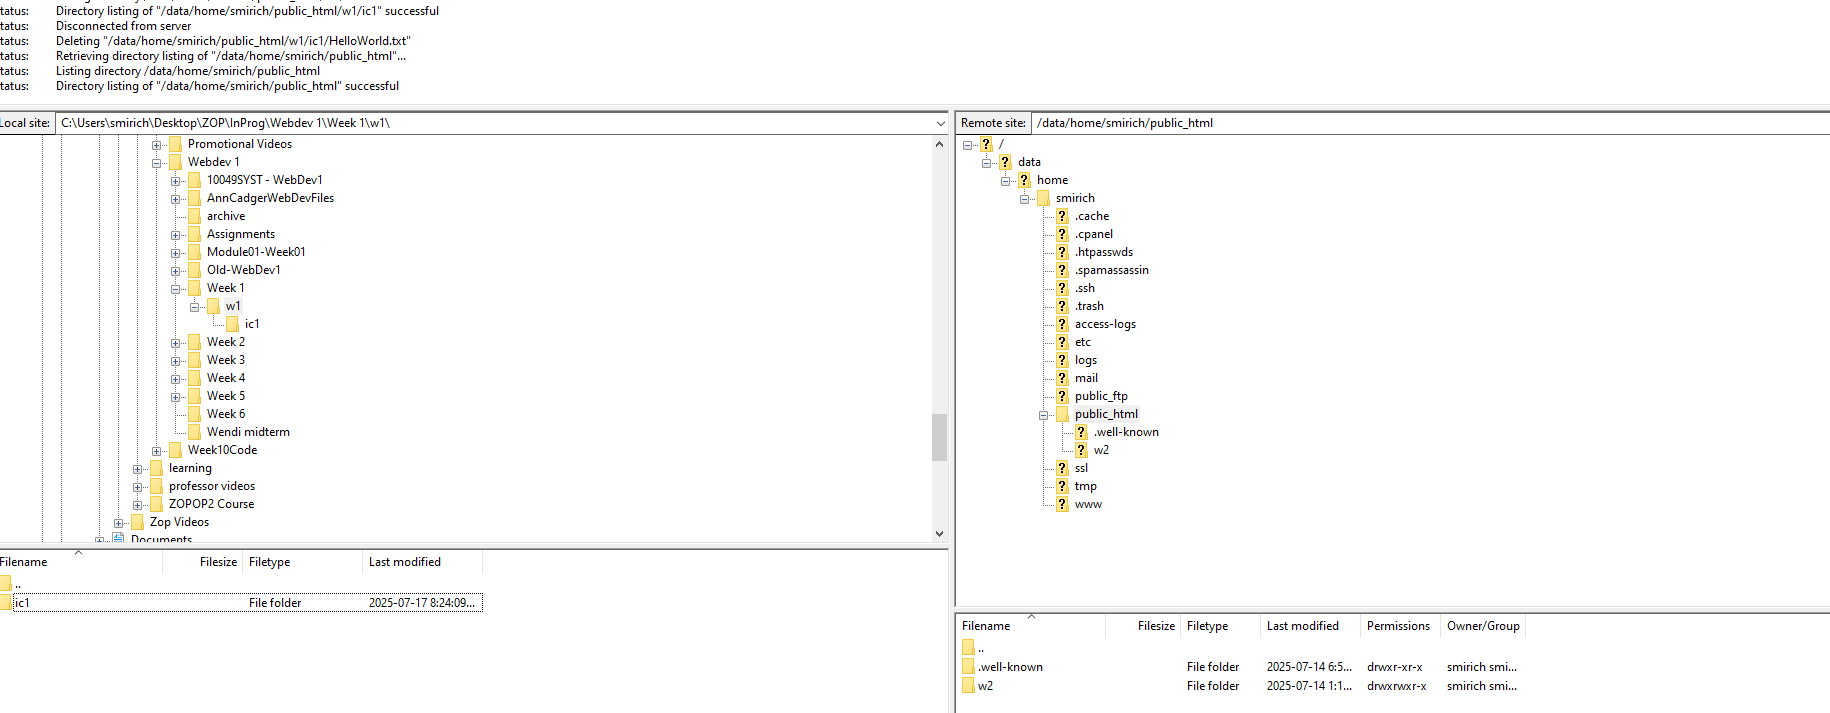 tatus: Directory listing of "/data/home/smirich/public_html/w1/ic1" successful
tatus: Disconnected from server
tatus: Deleting "/data/home/smirich/public_html/w1/ic1/HelloWorld.txt"
tatus: Retrieving directory listing of "/data/home/smirich/public_html"...
tatus: Listing directory /data/home/smirich/public_html
tatus: Directory listing of "/data/home/smirich/public_html" successful
Local site: C:\Users\smirich\Desktop\ZOP\InProg\Webdev 1\Week 1\w1\
Promotional Videos
Webdev 1
10049SYST - WebDev1
AnnCadgerWebDevFiles
archive
Assignments
Module01-Week01
Old-WebDev1
Week 1
w1
ic1
Week 2
Week 3
Week 4
Week 5
Week 6
Wendi midterm
Week10Code
learning
professor videos
ZOPOP2 Course
Zop Videos
Documents
Filename Filesize Filetype Last modified
..
ic1 File folder 2025-07-17 8:24:09...
Remote site: /data/home/smirich/public_html
/
data
home
smirich
.cache
.cpanel
.htpasswds
.spamassassin
.ssh
.trash
access-logs
etc
logs
mail
public_ftp
public_html
.well-known
w2
ssl
tmp
www
Filename Filesize Filetype Last modified Permissions Owner/Group
..
.well-known File folder 2025-07-14 6:5... drwxr-xr-x smirich smi...
w2 File folder 2025-07-14 1:1... drwxrwxr-x smirich smi...